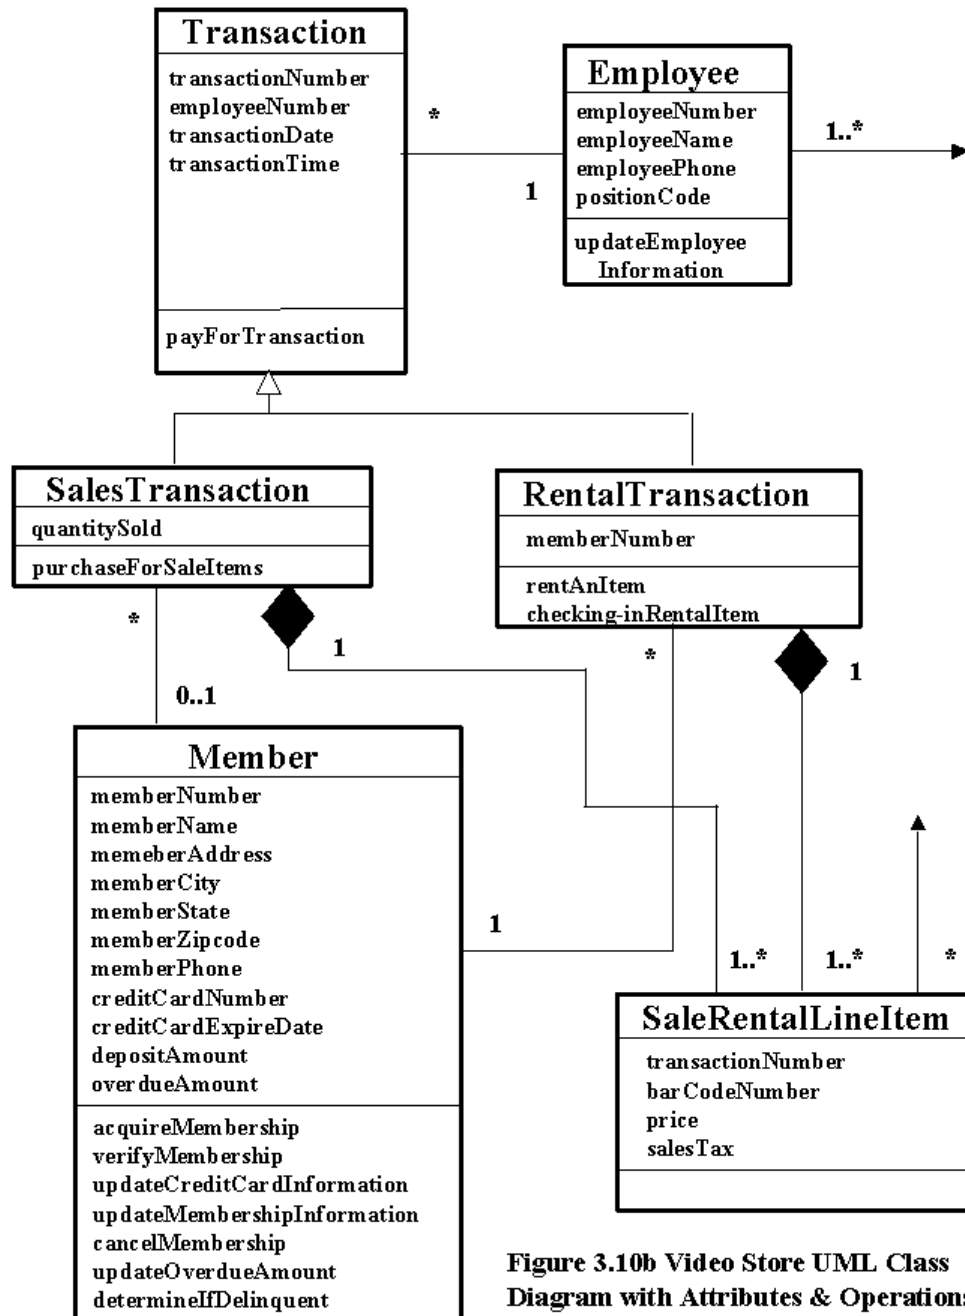 Transaction
transactionNumber
employeeNumber
transactionDate
transactionTime
payForTransaction
*
1
Employee
employeeNumber
employeeName
employeePhone
positionCode
updateEmployee
Information
1..*
SalesTransaction
quantitySold
purchaseForSaleItems
RentalTransaction
memberNumber
rentAnItem
checking-inRentalItem
*
1
*
1
0..1
Member
memberNumber
memberName
memeberAddress
memberCity
memberState
memberZipcode
memberPhone
creditCardNumber
creditCardExpireDate
depositAmount
overdueAmount
acquireMembership
verifyMembership
updateCreditCardInformation
updateMembershipInformation
cancelMembership
updateOverdueAmount
determineIfDelinquent
1
1..*
1..*
*
SaleRentalLineItem
transactionNumber
barCodeNumber
price
salesTax
Figure 3.10b Video Store UML Class
Diagram with Attributes & Operations